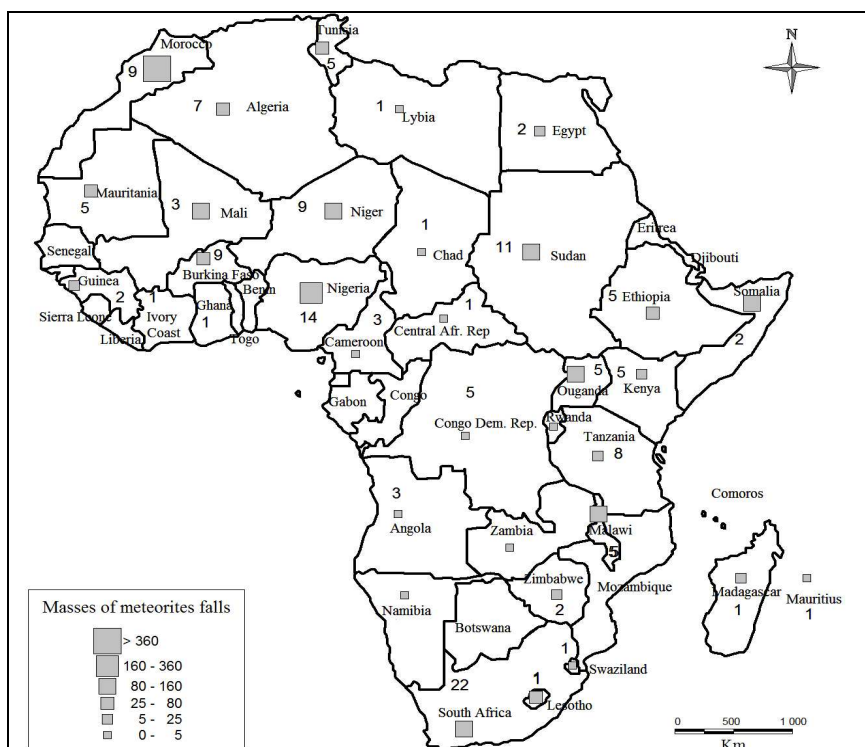 Tunisia
Morocco
N
9
5
7
Algeria
1
Lybia
2
Egypt
Mauritania
5
3
Mali
9
Niger
1
Chad
11
Sudan
Eritrea
Djibouti
Senegal
9
Burkina Faso
Guinea
2
1
Ghana
Benin
Nigeria
14
5
Ethiopia
Somalia
2
Sierra Leone
Ivory
Coast
1
Liberia
Togo
3
Cameroon
1
Central Afr. Rep
5
Ouganda
5
Kenya
Gabon
Congo
5
Congo Dem. Rep.
Rwanda
Tanzania
8
3
Angola
Comoros
Zambia
Malawi
5
Zimbabwe
2
Mozambique
Madagascar
1
Mauritius
1
Namibia
Botswana
1
Swaziland
22
South Africa
1
Lesotho
Masses of meteorites falls
> 360
160 - 360
80 - 160
25 - 80
5 - 25
0 - 5
0 500 1 000
Km